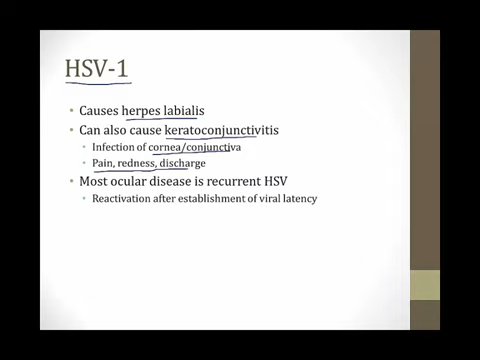 HSV-1
• Causes herpes labialis
• Can also cause keratoconjunctivitis
• Infection of cornea/conjunctiva
• Pain, redness, discharge
• Most ocular disease is recurrent HSV
• Reactivation after establishment of viral latency